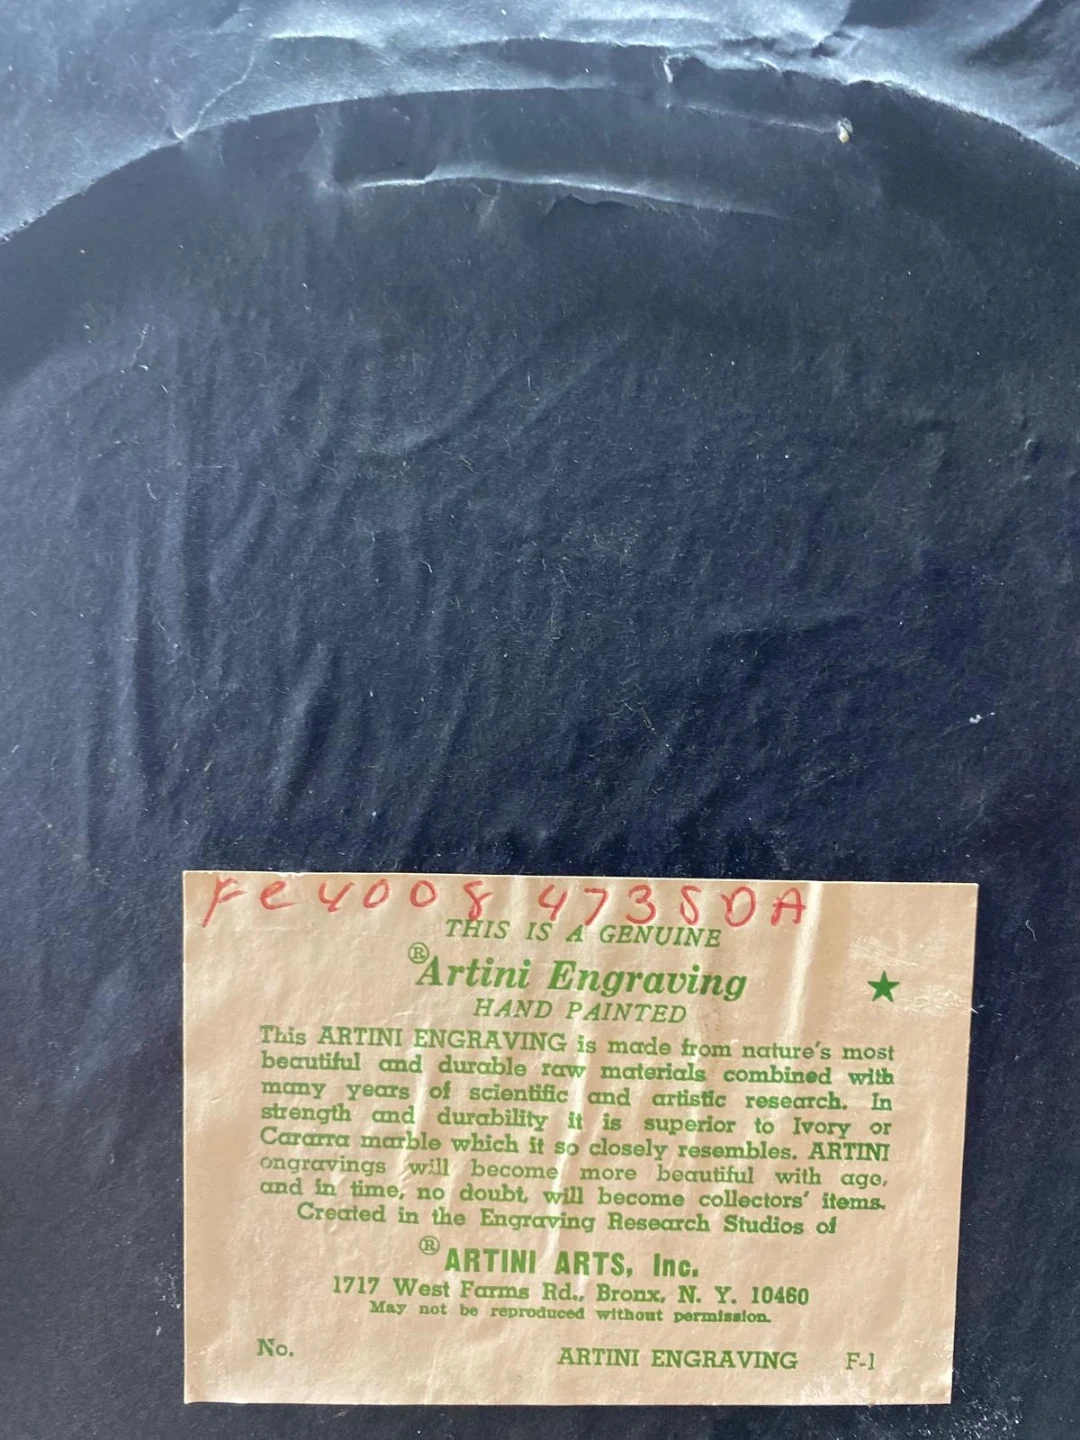 Fe4008 4735DA
THIS IS A GENUINE
®Artini Engraving
HAND PAINTED
★
This ARTINI ENGRAVING is made from nature's most
beautiful and durable raw materials combined with
many years of scientific and artistic research. In
strength and durability it is superior to Ivory or
Cararra marble which it so closely resembles. ARTINI
engravings will become more beautiful with age,
and in time, no doubt, will become collectors' items.
Created in the Engraving Research Studios of
®ARTINI ARTS, Inc.
1717 West Farms Rd., Bronx, N. Y. 10460
May not be reproduced without permission.
No. ARTINI ENGRAVING F-1